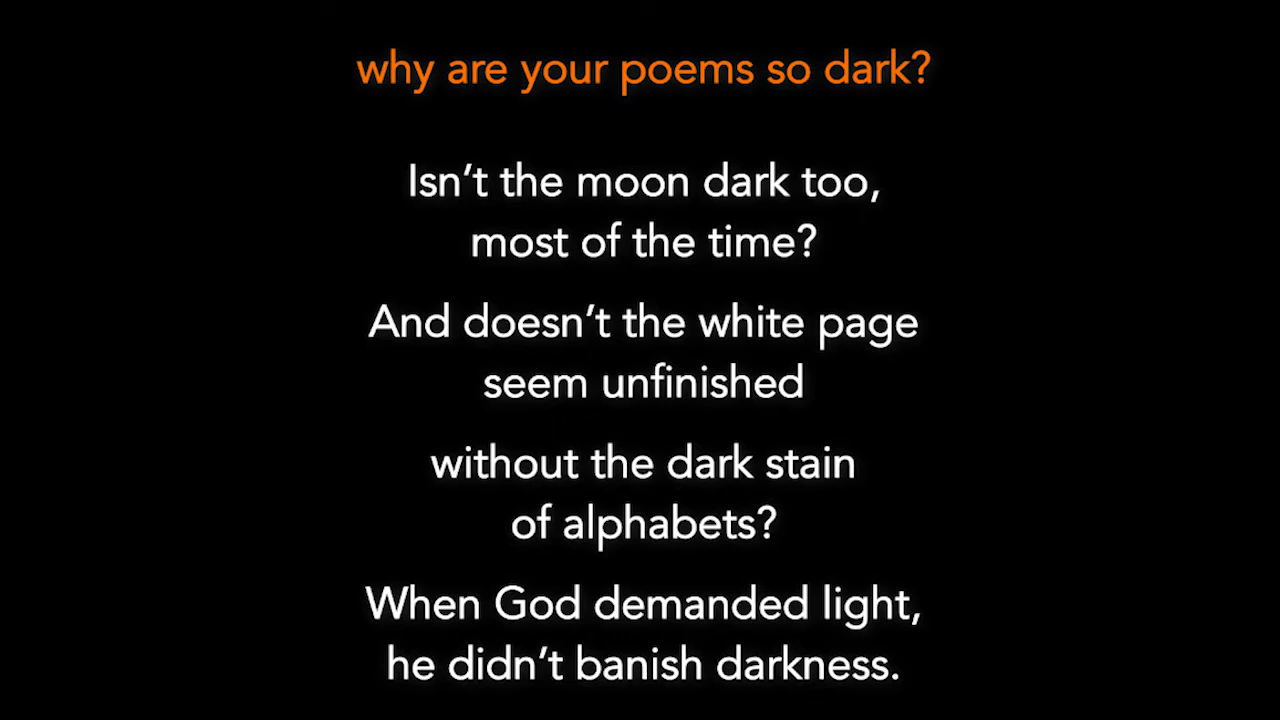 why are your poems so dark?
Isn’t the moon dark too,
most of the time?
And doesn’t the white page
seem unfinished
without the dark stain
of alphabets?
When God demanded light,
he didn’t banish darkness.